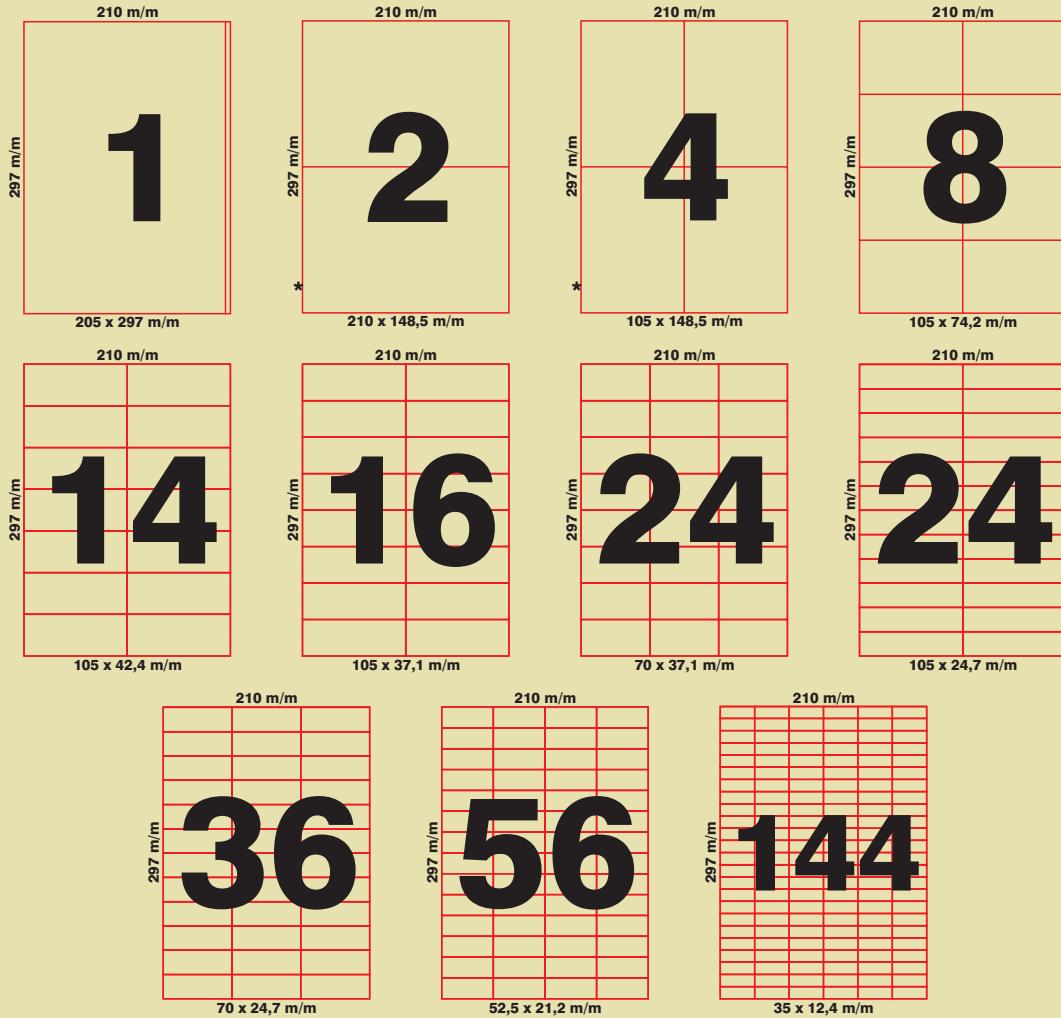 210 m/m 210 m/m 210 m/m 210 m/m
297 m/m 297 m/m 297 m/m 297 m/m
1 2 4 8
* *
205 x 297 m/m 210 x 148,5 m/m 105 x 148,5 m/m 105 x 74,2 m/m
210 m/m 210 m/m 210 m/m 210 m/m
297 m/m 297 m/m 297 m/m 297 m/m
14 16 24 24
105 x 42,4 m/m 105 x 37,1 m/m 70 x 37,1 m/m 105 x 24,7 m/m
210 m/m 210 m/m 210 m/m
297 m/m 297 m/m 297 m/m
36 56 144
70 x 24,7 m/m 52,5 x 21,2 m/m 35 x 12,4 m/m